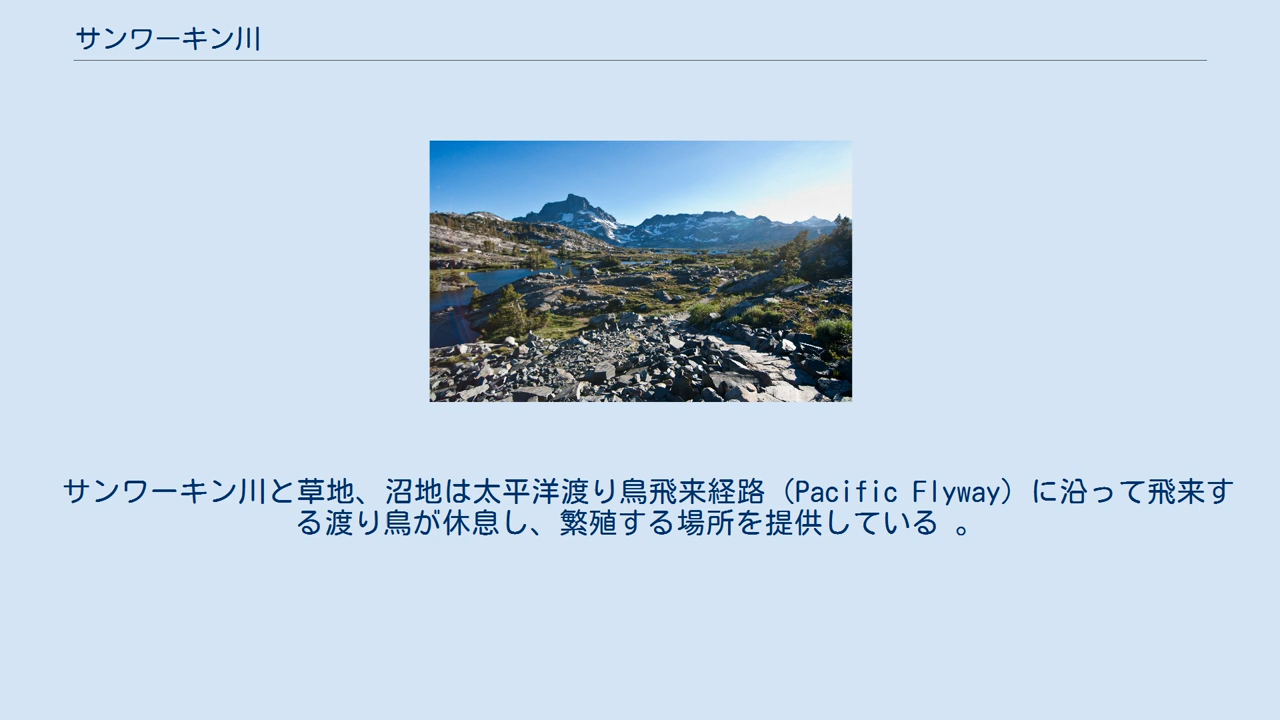 サンワーキン川
サンワーキン川と草地、沼地は太平洋渡り鳥飛来経路（Pacific Flyway）に沿って飛来す
る渡り鳥が休息し、繁殖する場所を提供している 。